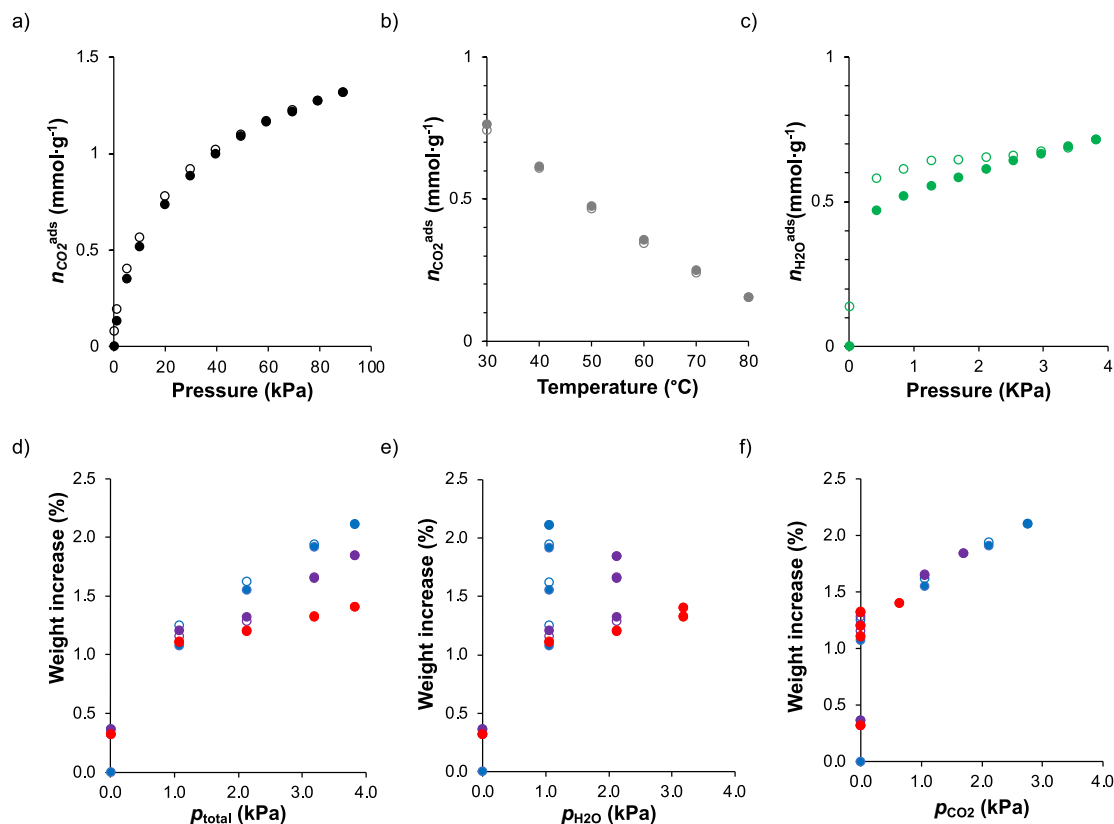 a)
1.5
1
0.5
0
0 20 40 60 80 100
n_CO2^ads (mmol·g⁻¹)
Pressure (kPa)
b)
1
0.5
0
30 40 50 60 70 80
n_CO2^ads (mmol·g⁻¹)
Temperature (°C)
c)
1
0.5
0
0 1 2 3 4
n_H2O^ads(mmol·g⁻¹)
Pressure (KPa)
d)
2.5
2.0
1.5
1.0
0.5
0.0
0.0 1.0 2.0 3.0 4.0
Weight increase (%)
p_total (kPa)
e)
2.5
2.0
1.5
1.0
0.5
0.0
0.0 1.0 2.0 3.0 4.0
Weight increase (%)
p_H2O (kPa)
f)
2.5
2.0
1.5
1.0
0.5
0.0
0.0 1.0 2.0 3.0 4.0
Weight increase (%)
p_CO2 (kPa)